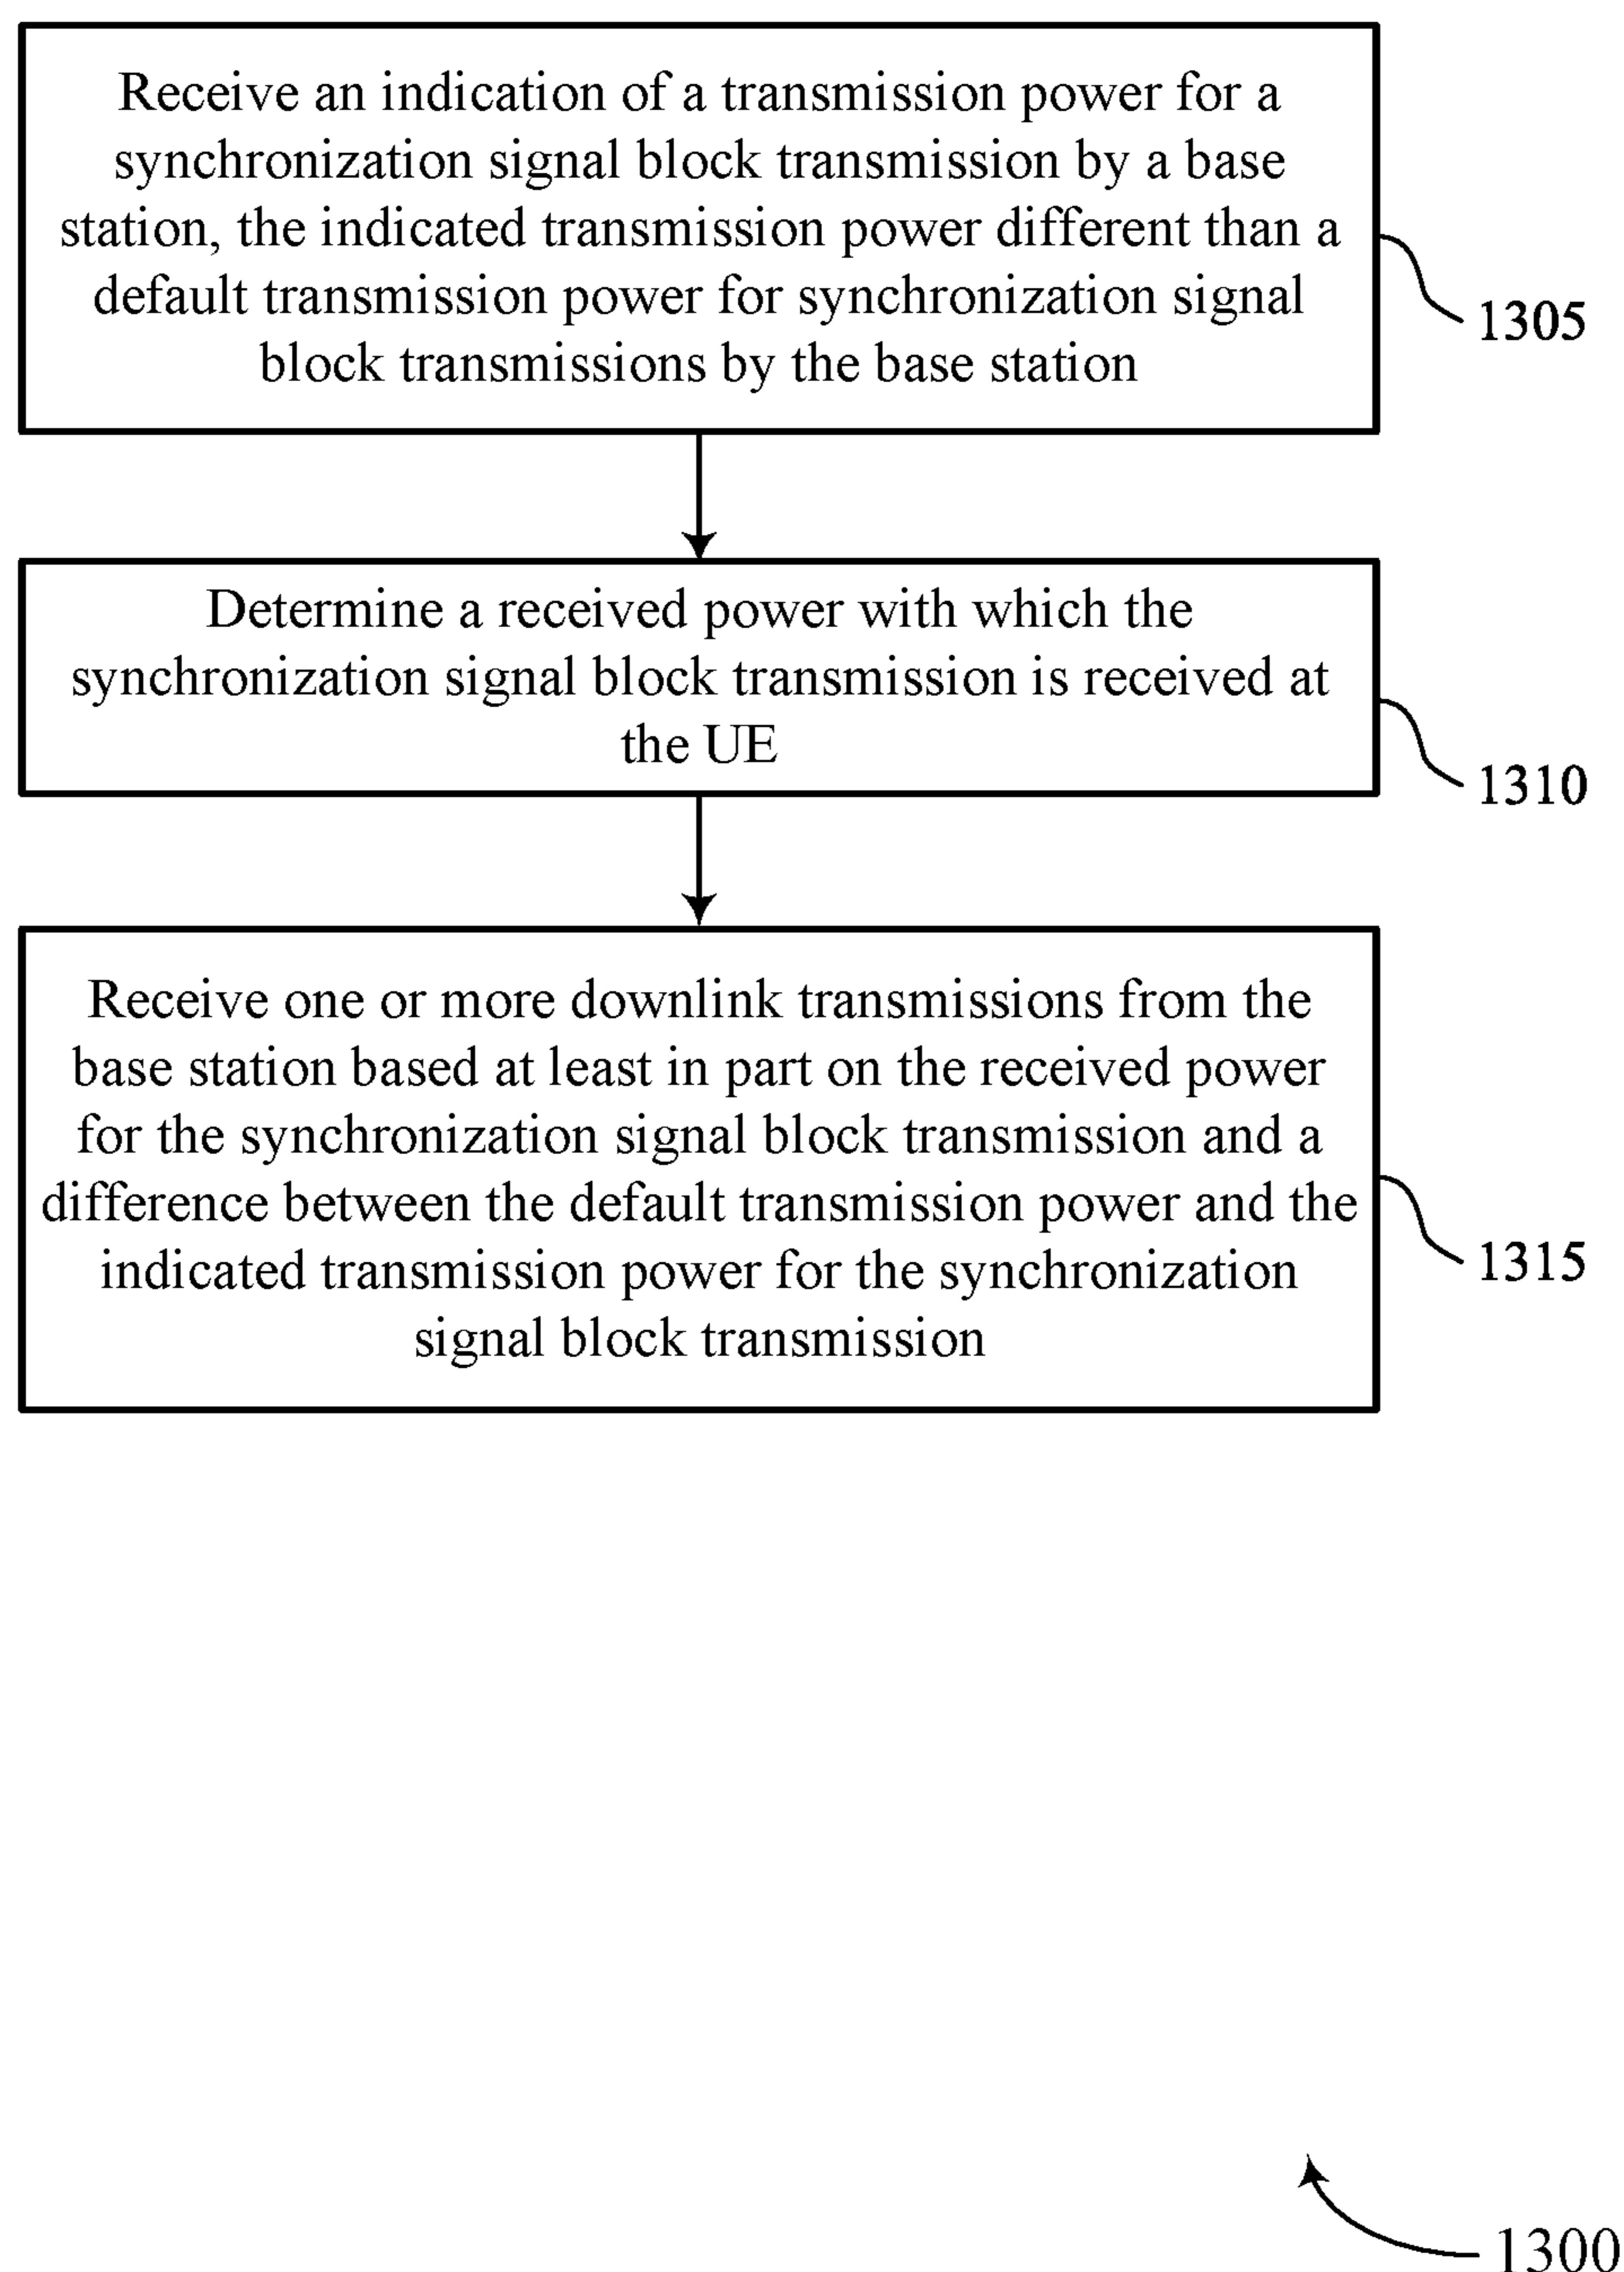 Receive an indication of a transmission power for a
synchronization signal block transmission by a base
station, the indicated transmission power different than a
default transmission power for synchronization signal
block transmissions by the base station
1305
Determine a received power with which the
synchronization signal block transmission is received at
the UE
1310
Receive one or more downlink transmissions from the
base station based at least in part on the received power
for the synchronization signal block transmission and a
difference between the default transmission power and the
indicated transmission power for the synchronization
signal block transmission
1315
1300